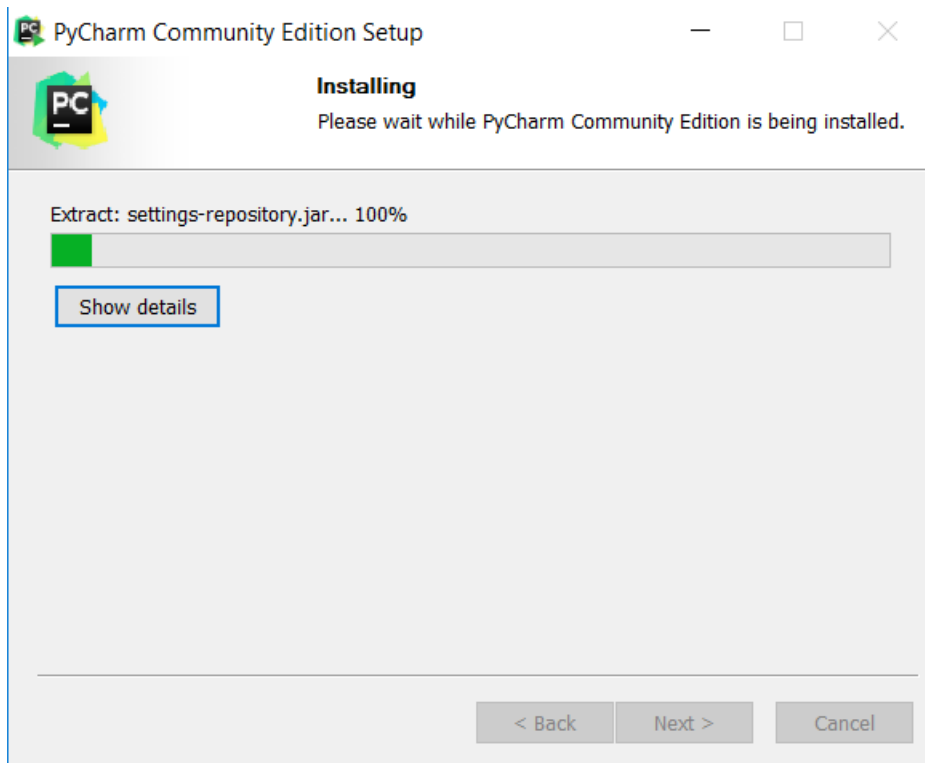 PC PyCharm Community Edition Setup
PC
Installing
Please wait while PyCharm Community Edition is being installed.
Extract: settings-repository.jar... 100%
Show details
< Back Next > Cancel